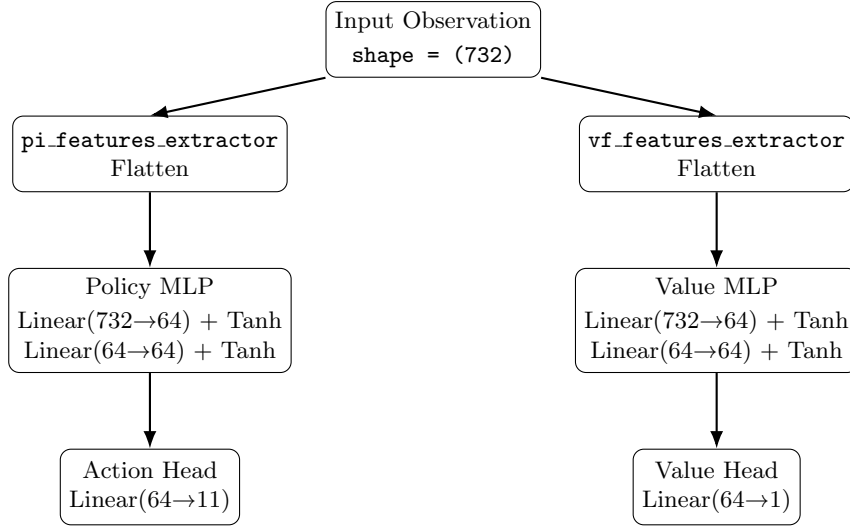 Input Observation
shape = (732)
pi_features_extractor
Flatten
vf_features_extractor
Flatten
Policy MLP
Linear(732→64) + Tanh
Linear(64→64) + Tanh
Value MLP
Linear(732→64) + Tanh
Linear(64→64) + Tanh
Action Head
Linear(64→11)
Value Head
Linear(64→1)